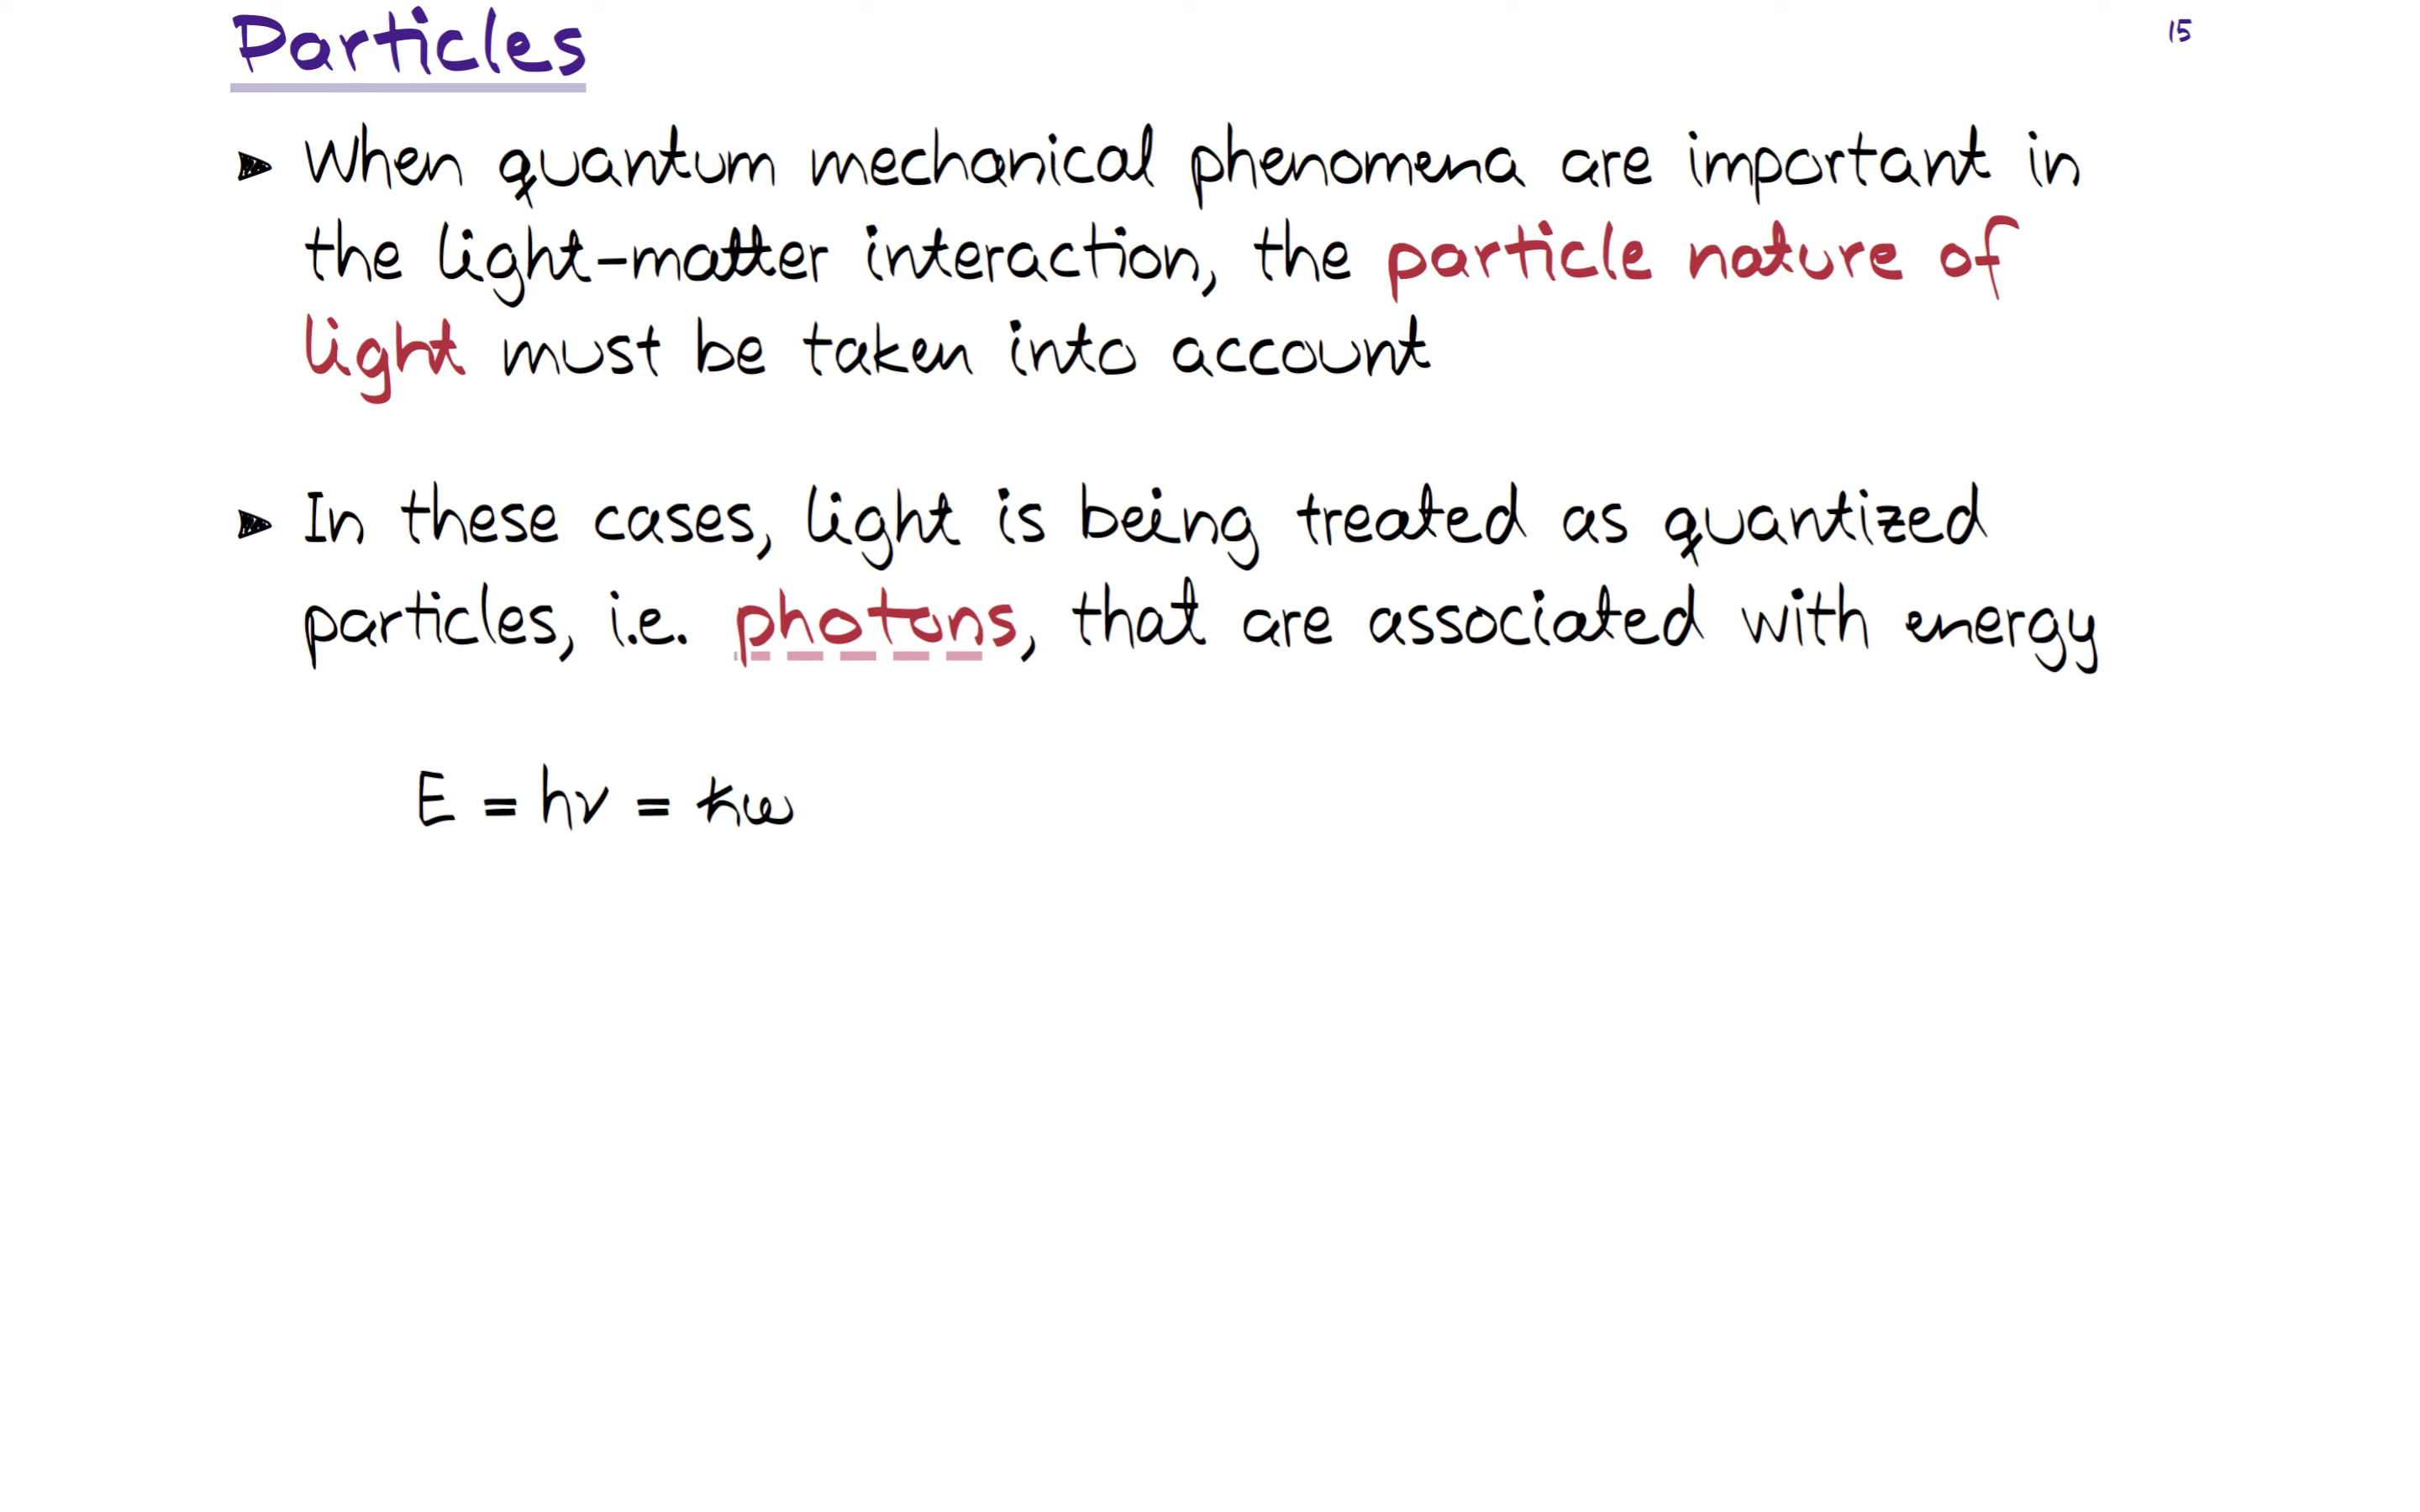 Particles
15
When quantum mechanical phenomena are important in
the light-matter interaction, the particle nature of
light must be taken into account
In these cases, light is being treated as quantized
particles, i.e. photons, that are associated with energy
E = hν = ħω